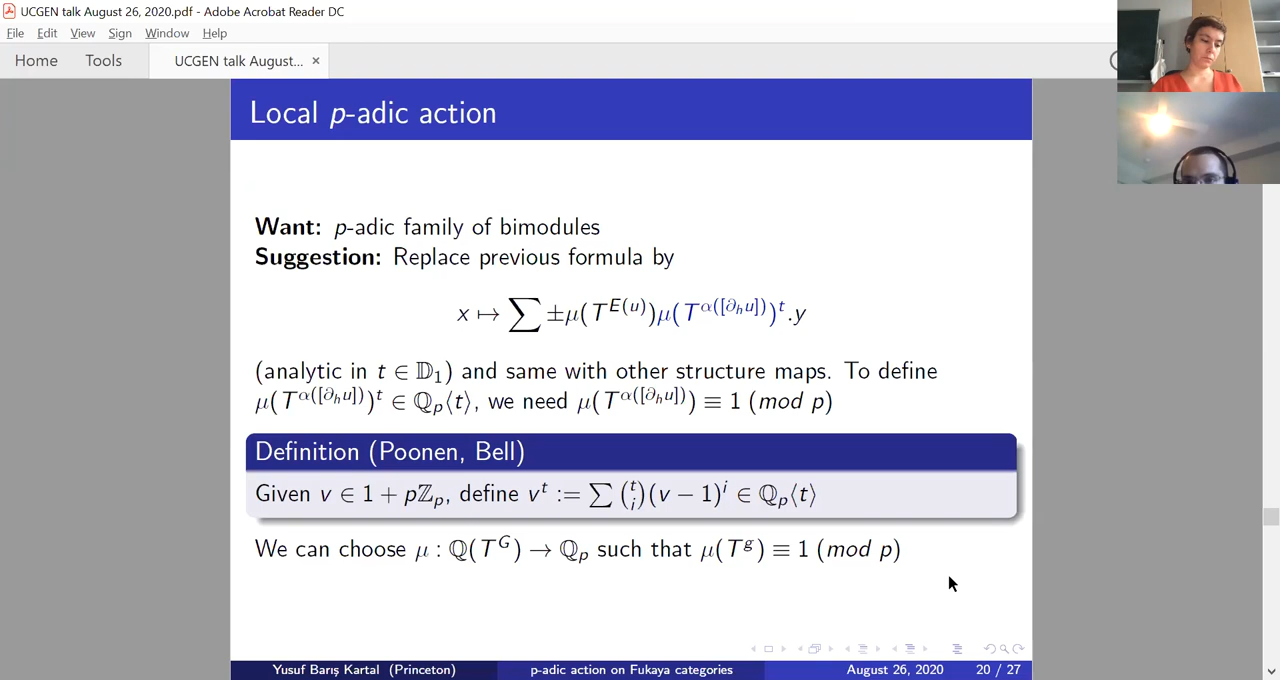 UCGEN talk August 26, 2020.pdf - Adobe Acrobat Reader DC
File Edit View Sign Window Help
Home Tools UCGEN talk August... ×
Local p-adic action
Want: p-adic family of bimodules
Suggestion: Replace previous formula by
x ↦ ∑ ±μ(T^{E(u)})μ(T^{α([∂_h u])})^t.y
(analytic in t ∈ 𝔻_1) and same with other structure maps. To define
μ(T^{α([∂_h u])})^t ∈ ℚ_p⟨t⟩, we need μ(T^{α([∂_h u])}) ≡ 1 (mod p)
Definition (Poonen, Bell)
Given v ∈ 1 + pℤ_p, define v^t := ∑ \binom{t}{i}(v − 1)^i ∈ ℚ_p⟨t⟩
We can choose μ : ℚ(T^G) → ℚ_p such that μ(T^g) ≡ 1 (mod p)
Yusuf Barış Kartal (Princeton) p-adic action on Fukaya categories August 26, 2020 20 / 27